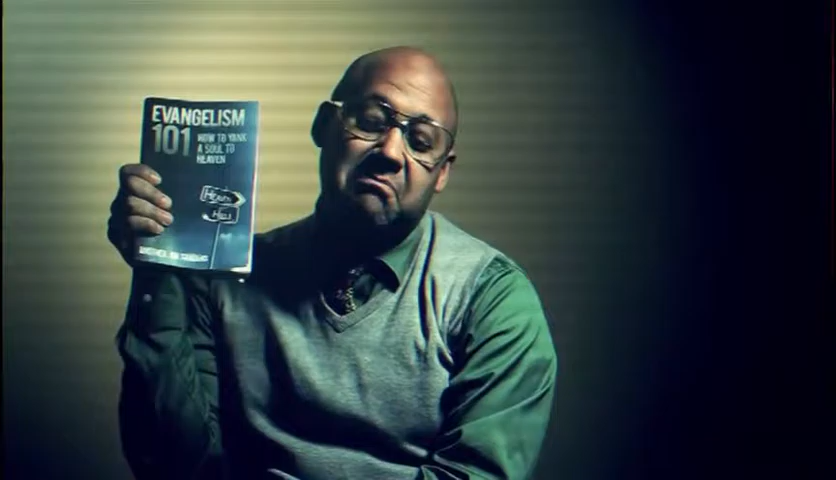 EVANGELISM
101
HOW TO YANK
A SOUL TO
HEAVEN
HEAVEN
HELL